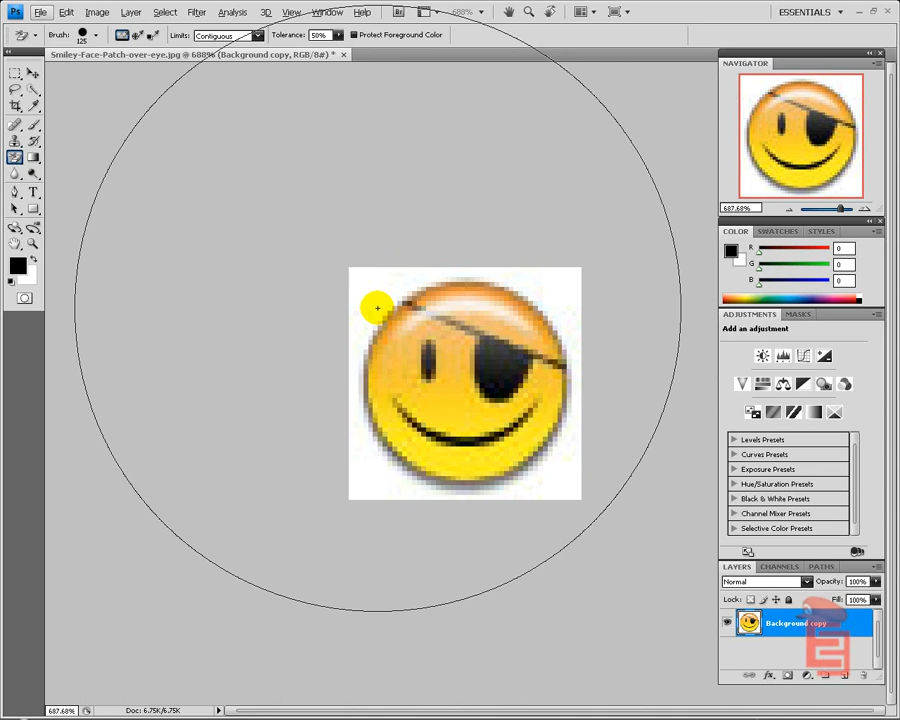 Ps File Edit Image Layer Select Filter Analysis 3D View Window Help Br 688% ESSENTIALS
Brush: 125 Limits: Contiguous Tolerance: 50% Protect Foreground Color
Smiley-Face-Patch-over-eye.jpg @ 688% (Background copy, RGB/8#) *
NAVIGATOR
687.68%
COLOR SWATCHES STYLES
R 0
G 0
B 0
ADJUSTMENTS MASKS
Add an adjustment
Levels Presets
Curves Presets
Exposure Presets
Hue/Saturation Presets
Black & White Presets
Channel Mixer Presets
Selective Color Presets
LAYERS CHANNELS PATHS
Normal Opacity: 100%
Lock: Fill: 100%
Background copy
fx
687.68% Doc: 6.75K/6.75K